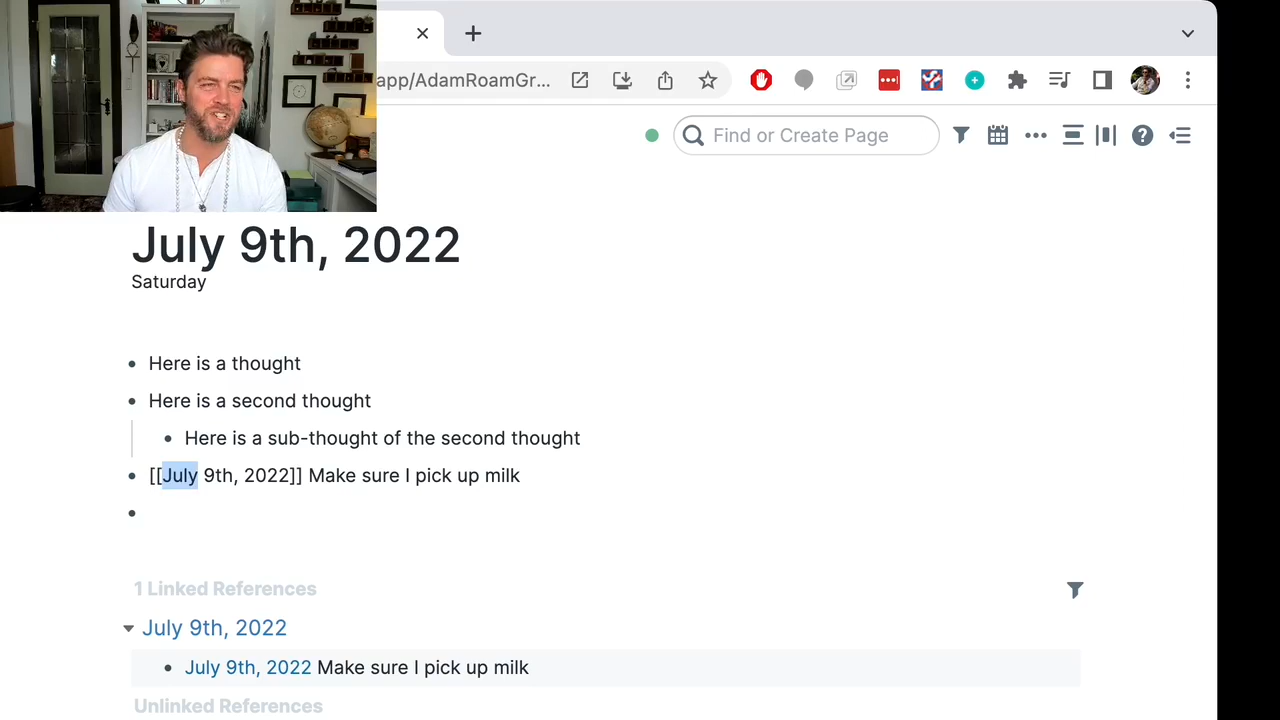 app/AdamRoamGr...
Find or Create Page
July 9th, 2022
Saturday
Here is a thought
Here is a second thought
Here is a sub-thought of the second thought
[[July 9th, 2022]] Make sure I pick up milk
1 Linked References
July 9th, 2022
July 9th, 2022 Make sure I pick up milk
Unlinked References